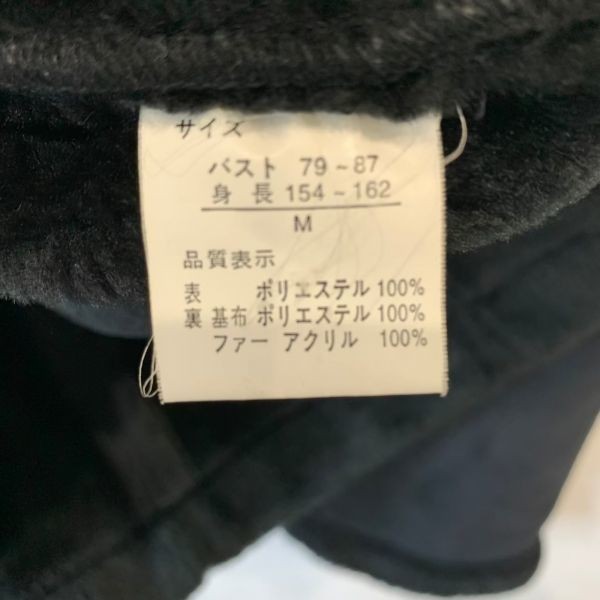 サイズ
バスト 79~87
身長 154~162
M
品質表示
表 ポリエステル 100%
裏 基布 ポリエステル 100%
ファー アクリル 100%